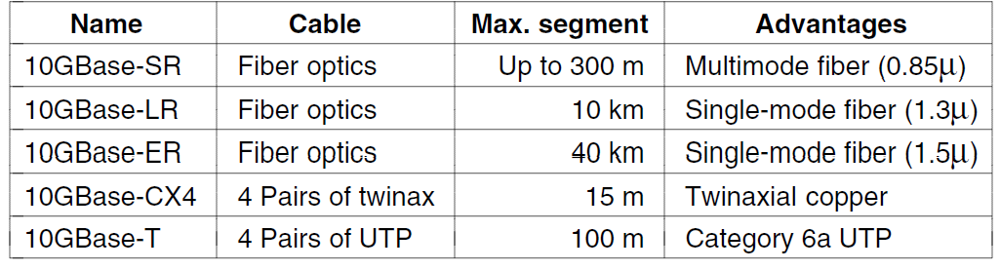 Name Cable Max. segment Advantages
10GBase-SR Fiber optics Up to 300 m Multimode fiber (0.85µ)
10GBase-LR Fiber optics 10 km Single-mode fiber (1.3µ)
10GBase-ER Fiber optics 40 km Single-mode fiber (1.5µ)
10GBase-CX4 4 Pairs of twinax 15 m Twinaxial copper
10GBase-T 4 Pairs of UTP 100 m Category 6a UTP